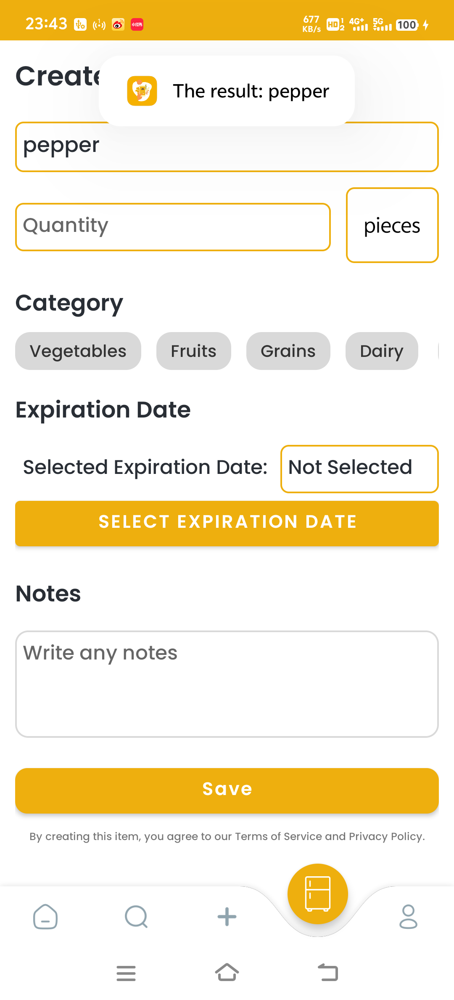 23:43
小红书
677
KB/s
HD 1 2
4G+
5G
100
Create
The result: pepper
pepper
Quantity
pieces
Category
Vegetables
Fruits
Grains
Dairy
Expiration Date
Selected Expiration Date:
Not Selected
SELECT EXPIRATION DATE
Notes
Write any notes
Save
By creating this item, you agree to our Terms of Service and Privacy Policy.